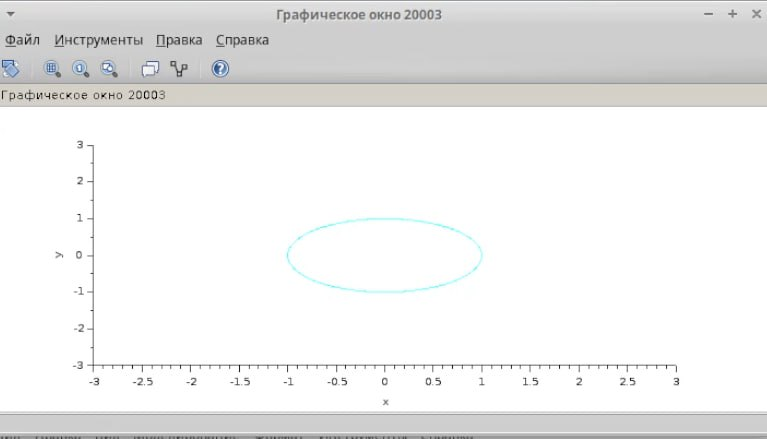 Графическое окно 20003
Файл Инструменты Правка Справка
Графическое окно 20003
3
2
1
y 0
-1
-2
-3
-3 -2.5 -2 -1.5 -1 -0.5 0 0.5 1 1.5 2 2.5 3
x